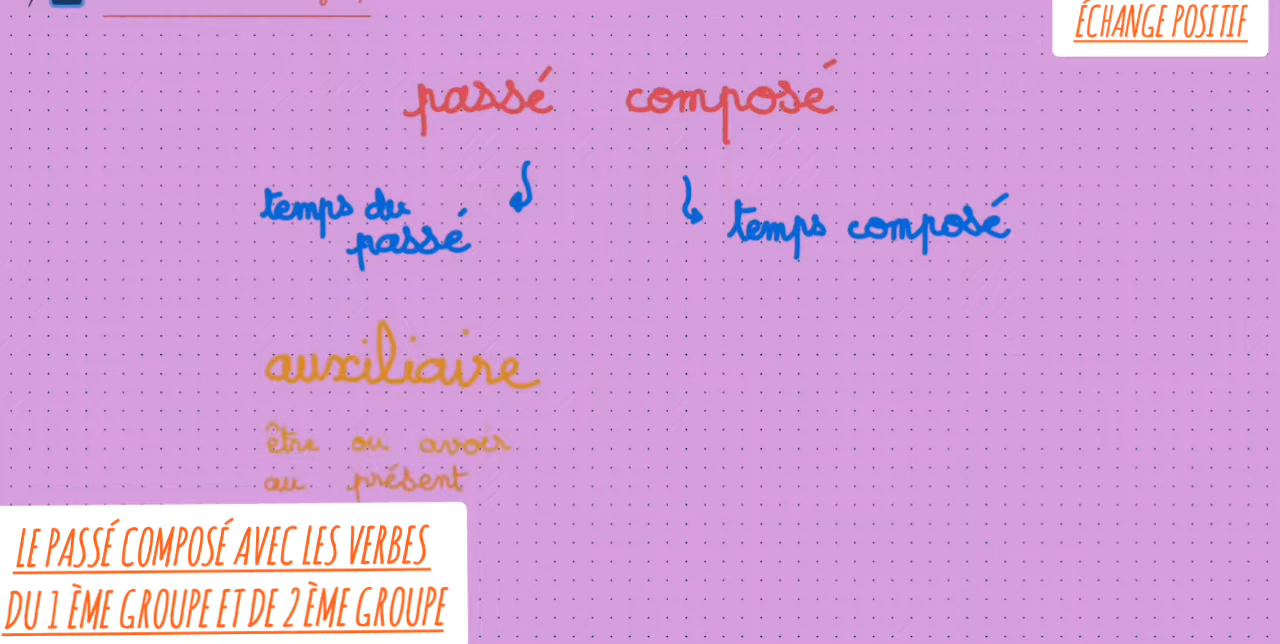 ÉCHANGE POSITIF
passé composé
temps du
passé
temps composé
auxiliaire
être ou avoir
au présent
LE PASSÉ COMPOSÉ AVEC LES VERBES
DU 1 ÈME GROUPE ET DE 2 ÈME GROUPE